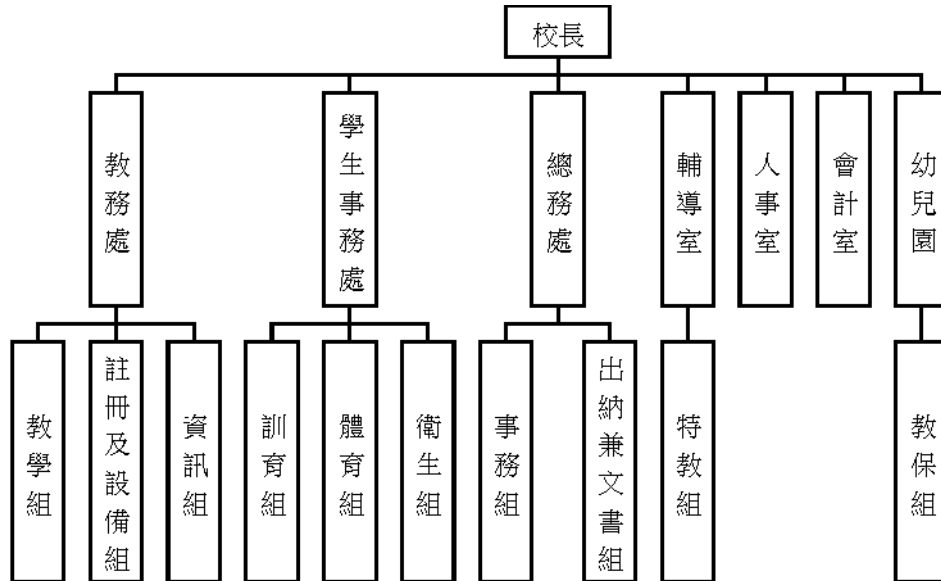 校長
教務處
學生事務處
總務處
輔導室
人事室
會計室
幼兒園
教學組
註冊及設備組
資訊組
訓育組
體育組
衛生組
事務組
出納兼文書組
特教組
教保組